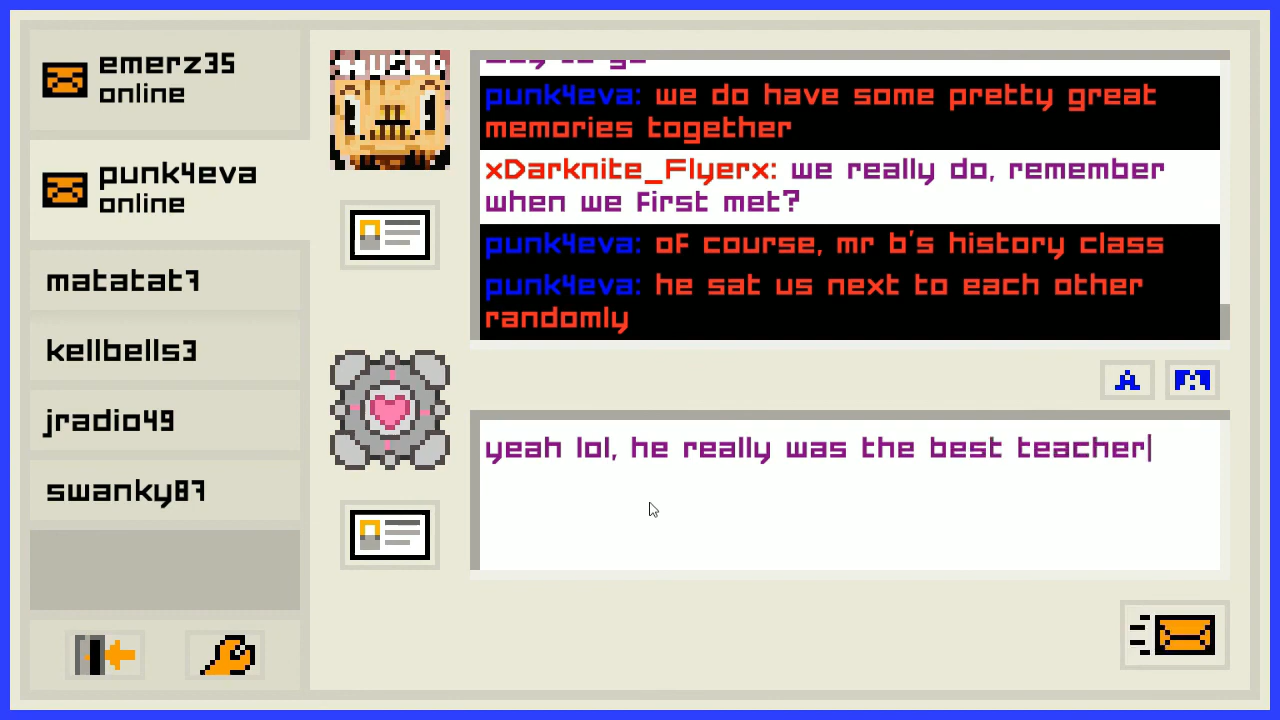 emerz35
online
punk4eva
online
matatat7
kellbells3
jradio49
swanky87
MUSE
punk4eva: we do have some pretty great
memories together
xDarknite_Flyerx: we really do, remember
when we first met?
punk4eva: of course, mr b's history class
punk4eva: he sat us next to each other
randomly
A
yeah lol, he really was the best teacher